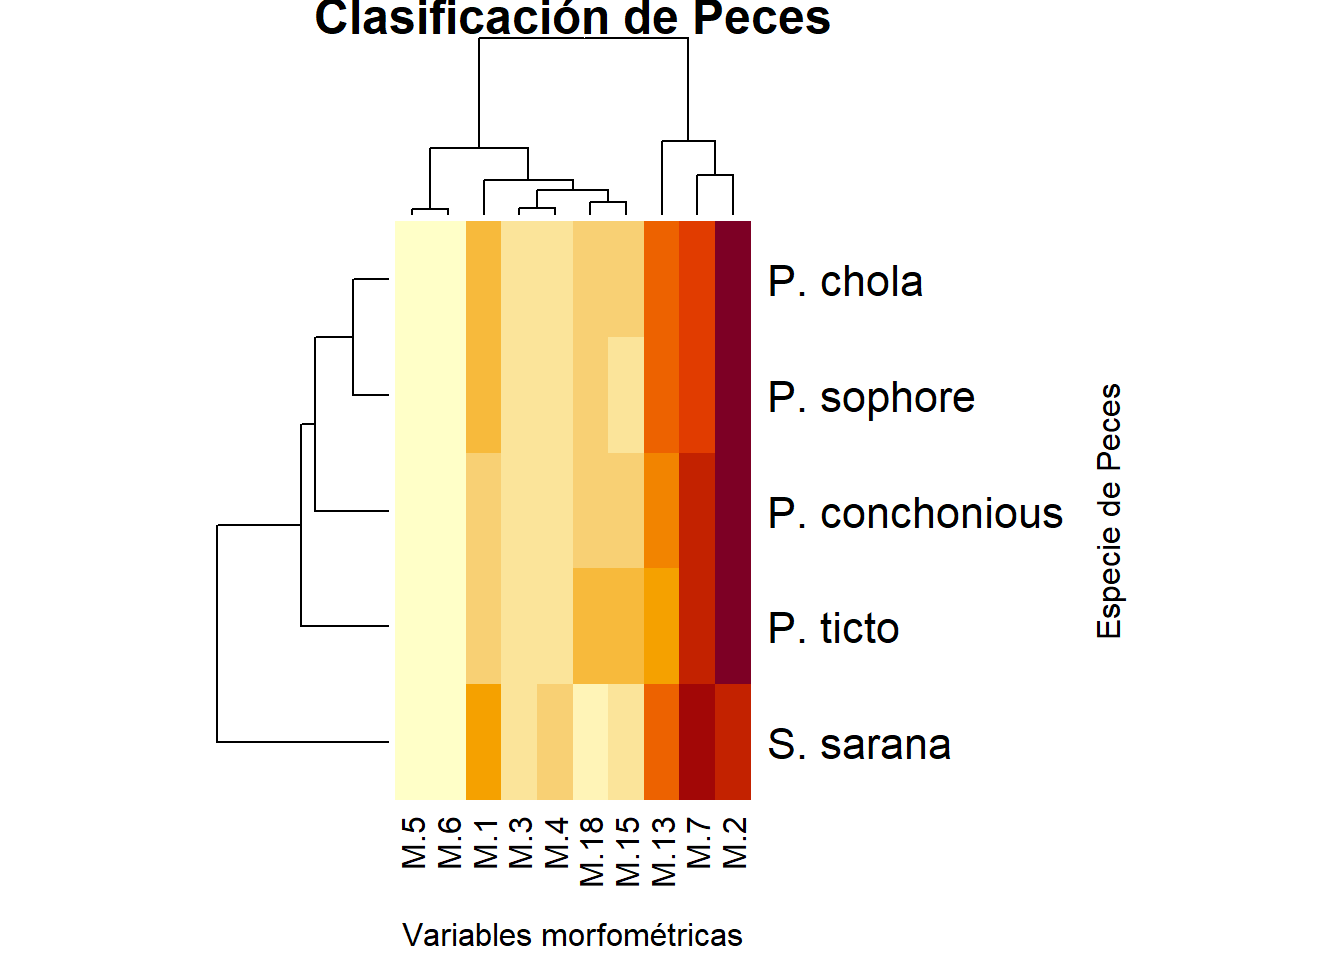 Clasificación de Peces
P. chola
P. sophore
P. conchonious
P. ticto
S. sarana
Especie de Peces
M.5
M.6
M.1
M.3
M.4
M.18
M.15
M.13
M.7
M.2
Variables morfométricas